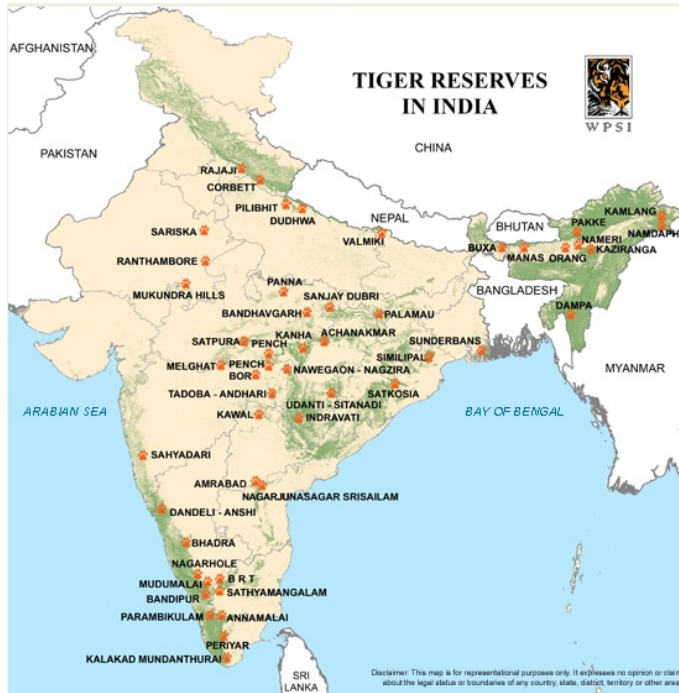 AFGHANISTAN
TIGER RESERVES
IN INDIA
WPSI
CHINA
PAKISTAN
RAJAJI
CORBETT
PILIBHIT
DUDHWA
NEPAL
VALMIKI
BHUTAN
KAMLANG
PAKKE
NAMDAPH
NAMERI
KAZIRANGA
BUXA
MANAS
ORANG
SARISKA
RANTHAMBORE
MUKUNDRA HILLS
PANNA
SANJAY DUBRI
BANDHAVGARH
PALAMAU
BANGLADESH
DAMPA
KANHA
ACHANAKMAR
SATPURA
PENCH
SUNDERBANS
SIMILIPAL
MELGHAT
PENCH
NAWEGAON - NAGZIRA
BOR
MYANMAR
TADOBA - ANDHARI
SATKOSIA
UDANTI - SITANADI
ARABIAN SEA
KAWAL
INDRAVATI
BAY OF BENGAL
SAHYADARI
AMRABAD
NAGARJUNASAGAR SRISAILAM
DANDELI - ANSHI
BHADRA
NAGARHOLE
B R T
MUDUMALAI
SATHYAMANGALAM
BANDIPUR
PARAMBIKULAM
ANNAMALAI
PERIYAR
KALAKAD MUNDANTHURAI
SRI
LANKA
Disclaimer: This map is for representational purposes only. It expresses no opinion or clai
about the legal status or boundaries of any country, state, district, territory or other area